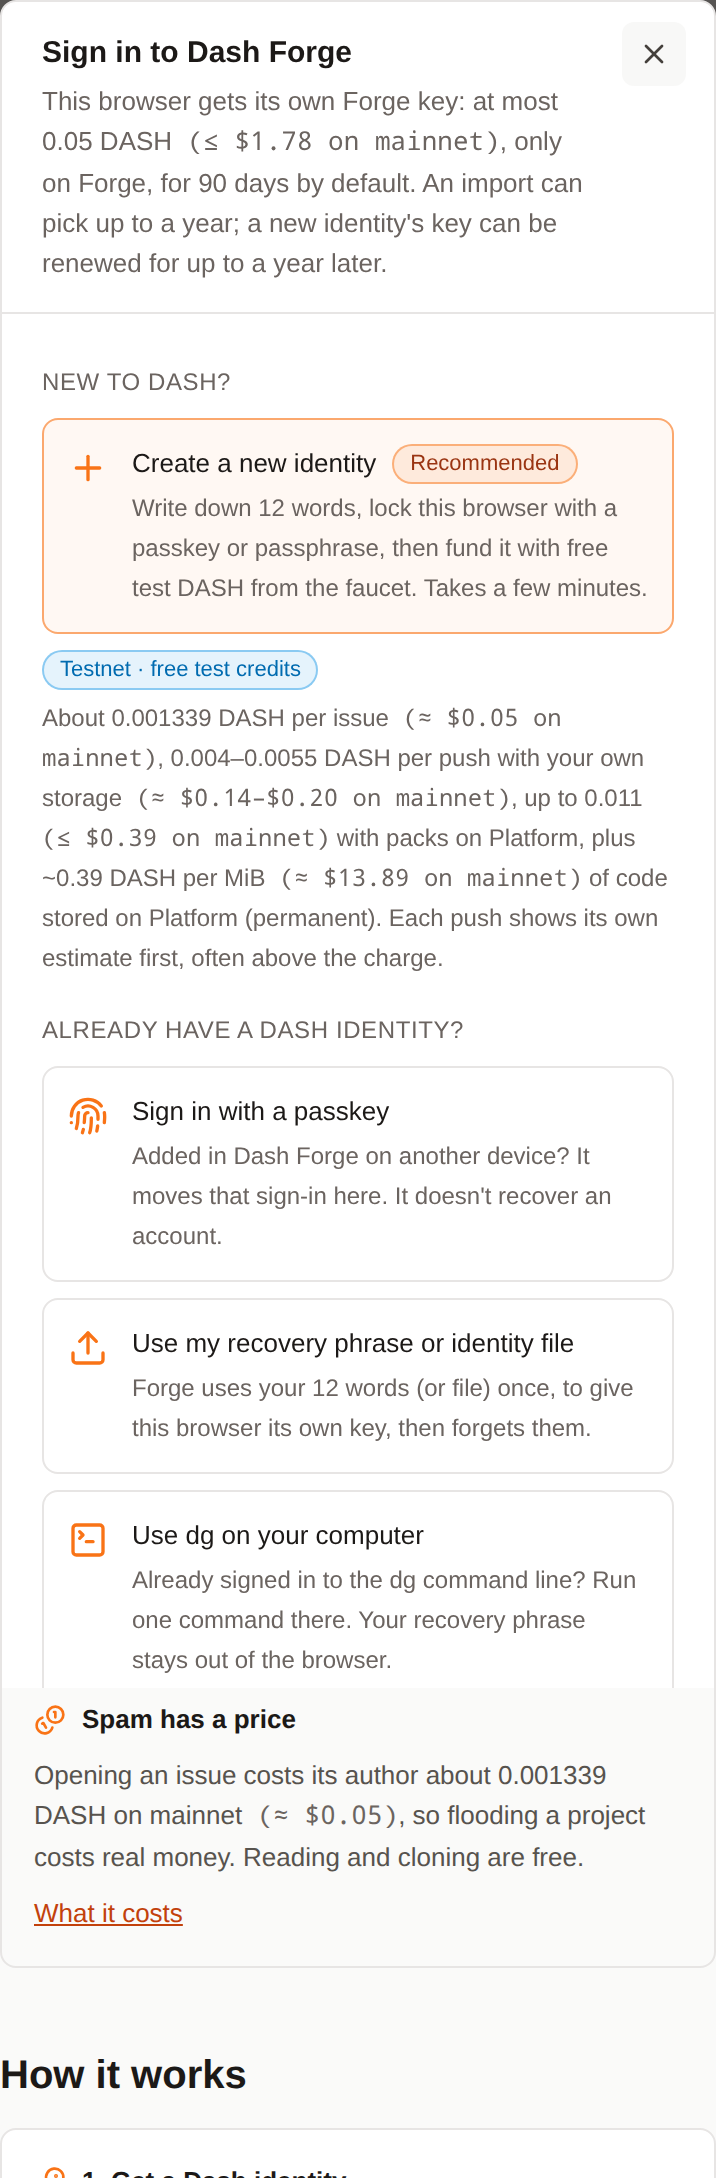 Sign in to Dash Forge
This browser gets its own Forge key: at most
0.05 DASH (≤ $1.78 on mainnet), only
on Forge, for 90 days by default. An import can
pick up to a year; a new identity's key can be
renewed for up to a year later.
NEW TO DASH?
Create a new identity Recommended
Write down 12 words, lock this browser with a
passkey or passphrase, then fund it with free
test DASH from the faucet. Takes a few minutes.
Testnet · free test credits
About 0.001339 DASH per issue (≈ $0.05 on
mainnet), 0.004–0.0055 DASH per push with your own
storage (≈ $0.14–$0.20 on mainnet), up to 0.011
(≤ $0.39 on mainnet) with packs on Platform, plus
~0.39 DASH per MiB (≈ $13.89 on mainnet) of code
stored on Platform (permanent). Each push shows its own
estimate first, often above the charge.
ALREADY HAVE A DASH IDENTITY?
Sign in with a passkey
Added in Dash Forge on another device? It
moves that sign-in here. It doesn't recover an
account.
Use my recovery phrase or identity file
Forge uses your 12 words (or file) once, to give
this browser its own key, then forgets them.
Use dg on your computer
Already signed in to the dg command line? Run
one command there. Your recovery phrase
stays out of the browser.
Spam has a price
Opening an issue costs its author about 0.001339
DASH on mainnet (≈ $0.05), so flooding a project
costs real money. Reading and cloning are free.
What it costs
How it works
1. Get a Dash identity